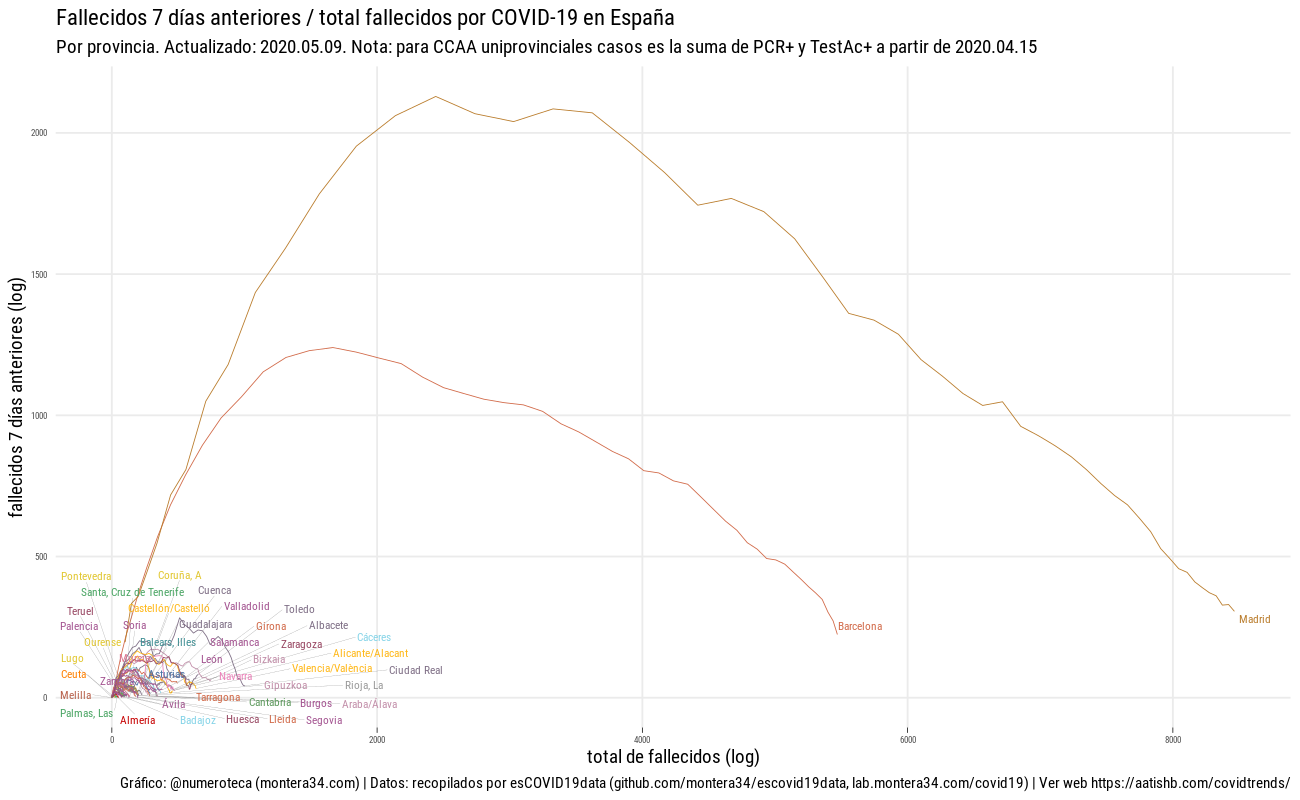 Fallecidos 7 días anteriores / total fallecidos por COVID-19 en España
Por provincia. Actualizado: 2020.05.09. Nota: para CCAA uniprovinciales casos es la suma de PCR+ y TestAc+ a partir de 2020.04.15
fallecidos 7 días anteriores (log)
2000
1500
1000
500
0
Madrid
Barcelona
Pontevedra
Coruña, A
Santa, Cruz de Tenerife
Cuenca
Teruel
Castellón/Castelló
Valladolid
Toledo
Palencia
Soria
Guadalajara
Girona
Albacete
Ourense
Balears, Illes
Salamanca
Zaragoza
Cáceres
Lugo
León
Bizkaia
Alicante/Alacant
Ceuta
Asturias
Navarra
Valencia/València
Ciudad Real
Gipuzkoa
Rioja, La
Melilla
Tarragona
Cantabria
Burgos
Araba/Álava
Palmas, Las
Ávila
Almería
Badajoz
Huesca
Lleida
Segovia
0
2000
4000
6000
8000
total de fallecidos (log)
Gráfico: @numeroteca (montera34.com) | Datos: recopilados por esCOVID19data (github.com/montera34/escovid19data, lab.montera34.com/covid19) | Ver web https://aatishb.com/covidtrends/